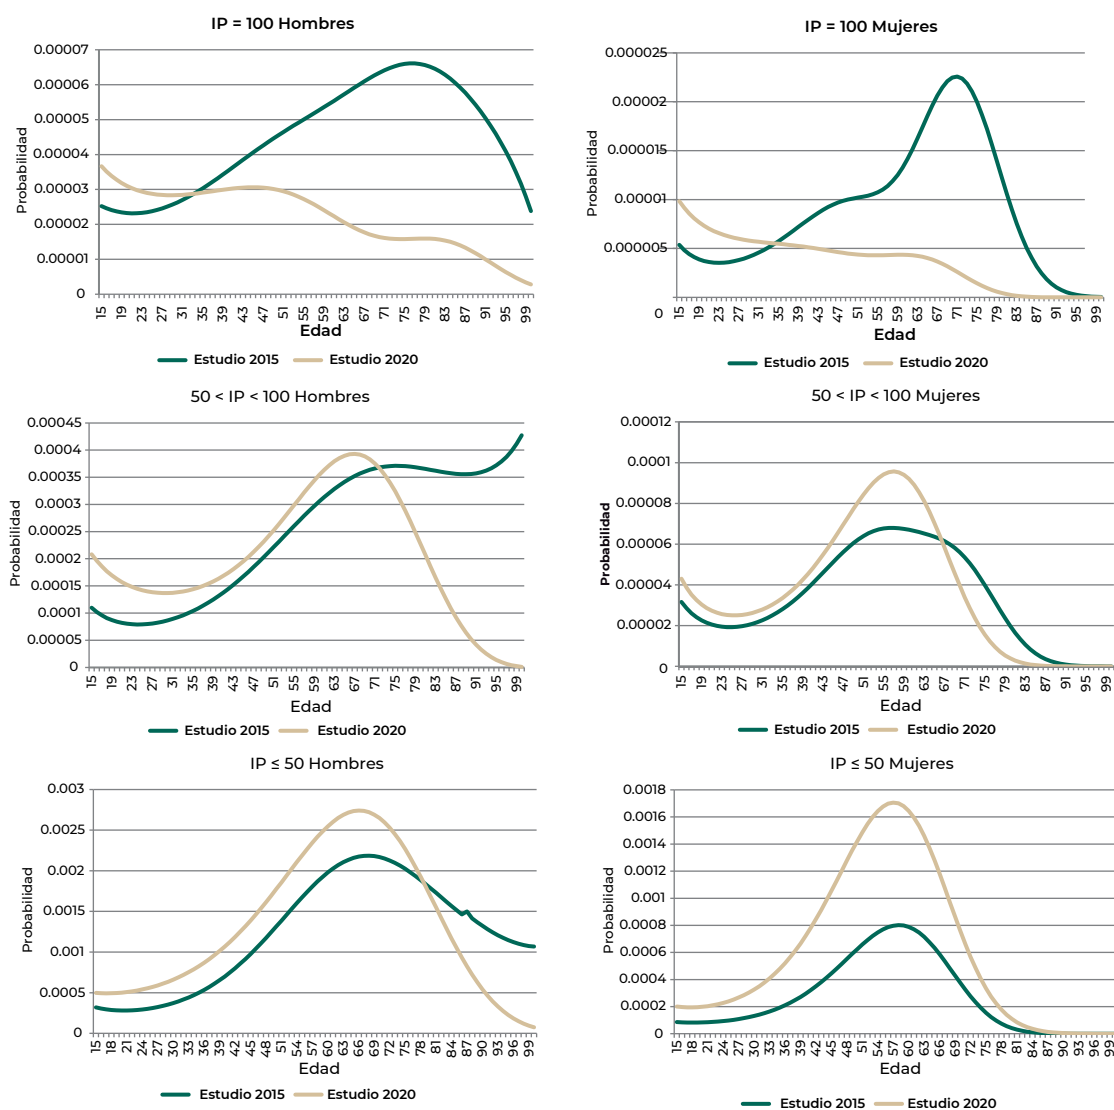 IP = 100 Hombres
0.00007
0.00006
0.00005
0.00004
0.00003
0.00002
0.00001
0
Probabilidad
15 19 23 27 31 35 39 43 47 51 55 59 63 67 71 75 79 83 87 91 95 99
Edad
Estudio 2015 Estudio 2020
IP = 100 Mujeres
0.000025
0.00002
0.000015
0.00001
0.000005
0
Probabilidad
15 19 23 27 31 35 39 43 47 51 55 59 63 67 71 75 79 83 87 91 95 99
Edad
Estudio 2015 Estudio 2020
50 < IP < 100 Hombres
0.00045
0.0004
0.00035
0.0003
0.00025
0.0002
0.00015
0.0001
0.00005
0
Probabilidad
15 19 23 27 31 35 39 43 47 51 55 59 63 67 71 75 79 83 87 91 95 99
Edad
Estudio 2015 Estudio 2020
50 < IP < 100 Mujeres
0.00012
0.0001
0.00008
0.00006
0.00004
0.00002
0
Probabilidad
15 19 23 27 31 35 39 43 47 51 55 59 63 67 71 75 79 83 87 91 95 99
Edad
Estudio 2015 Estudio 2020
IP ≤ 50 Hombres
0.003
0.0025
0.002
0.0015
0.001
0.0005
0
Probabilidad
15 18 21 24 27 30 33 36 39 42 45 48 51 54 57 60 63 66 69 72 75 78 81 84 87 90 93 96 99
Edad
Estudio 2015 Estudio 2020
IP ≤ 50 Mujeres
0.0018
0.0016
0.0014
0.0012
0.001
0.0008
0.0006
0.0004
0.0002
0
Probabilidad
15 18 21 24 27 30 33 36 39 42 45 48 51 54 57 60 63 66 69 72 75 78 81 84 87 90 93 96 99
Edad
Estudio 2015 Estudio 2020